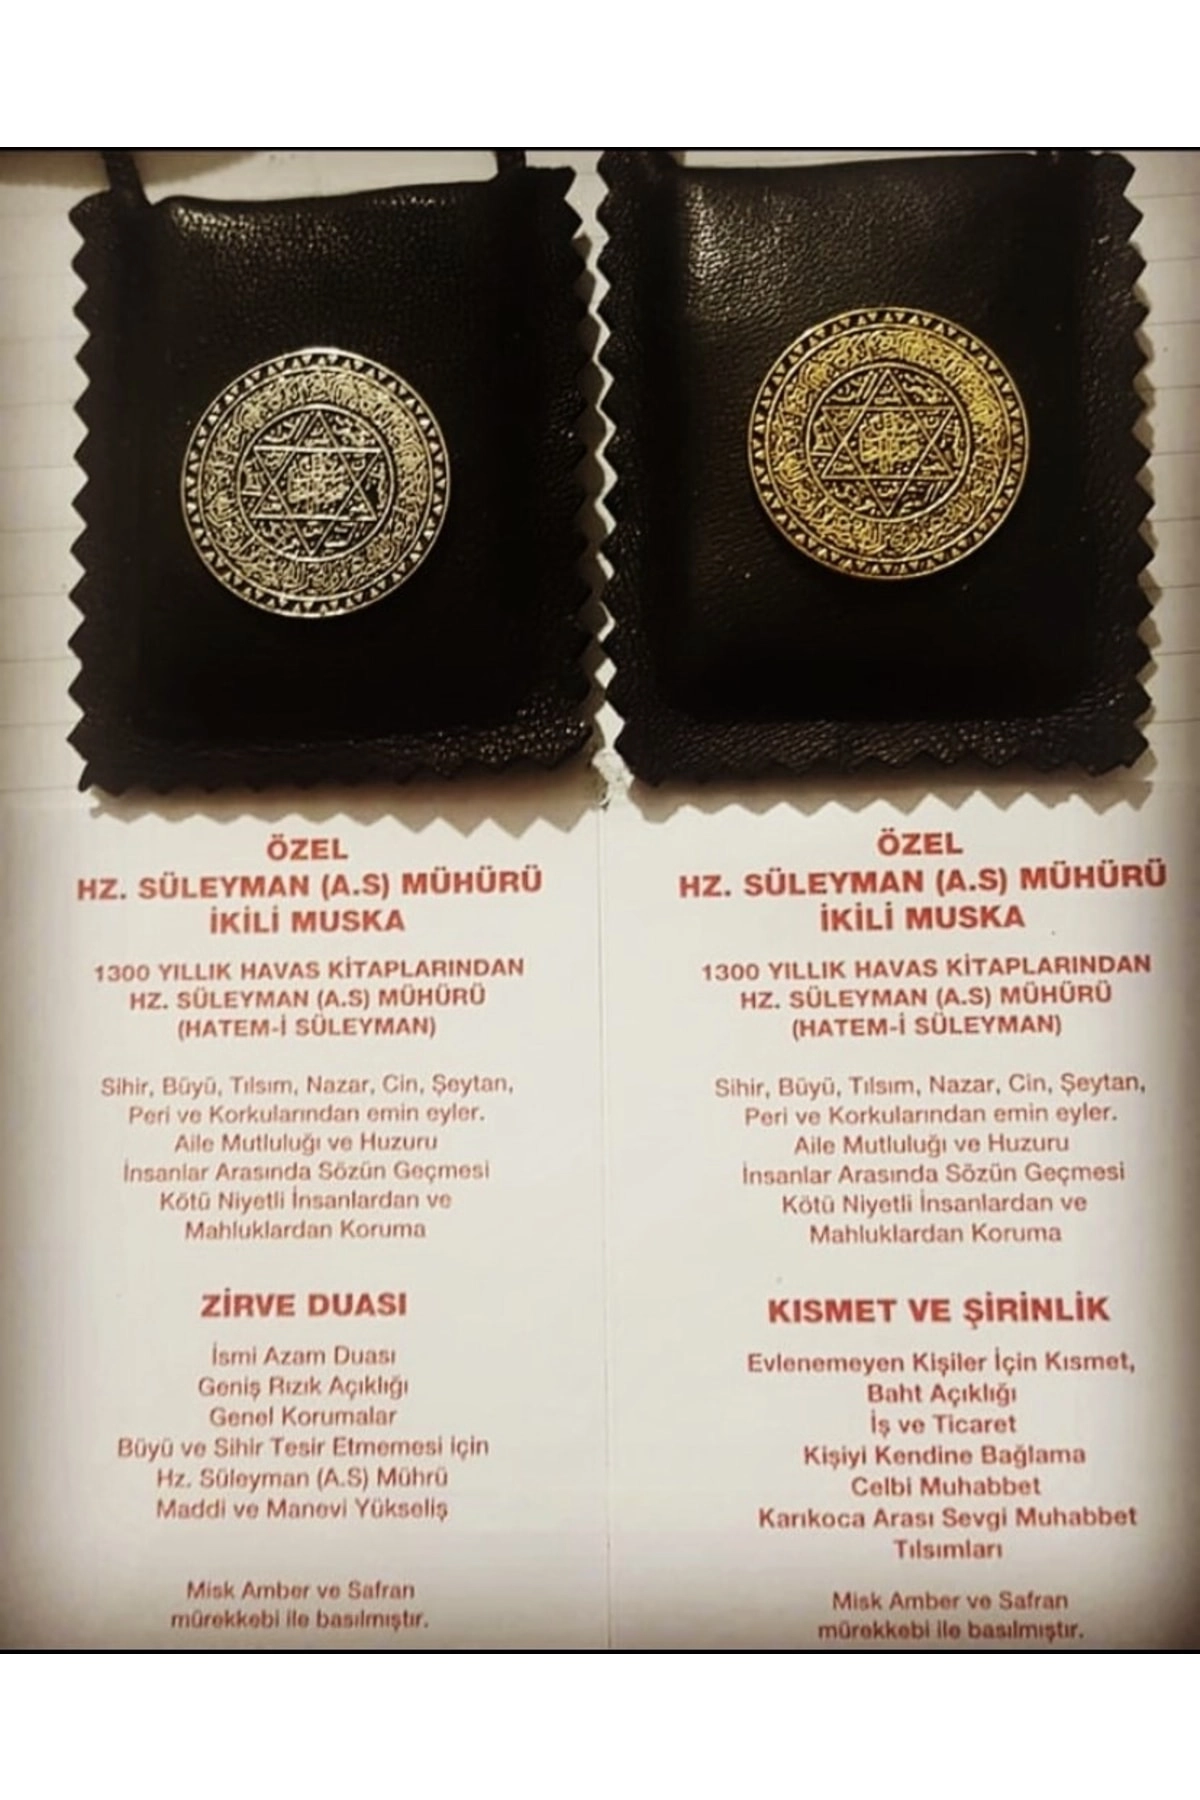 ÖZEL
HZ. SÜLEYMAN (A.S) MÜHÜRÜ
İKİLİ MUSKA
1300 YILLIK HAVAS KİTAPLARINDAN
HZ. SÜLEYMAN (A.S) MÜHÜRÜ
(HATEM-İ SÜLEYMAN)
Sihir, Büyü, Tılsım, Nazar, Cin, Şeytan,
Peri ve Korkularından emin eyler.
Aile Mutluluğı ve Huzuru
İnsanlar Arasında Sözün Geçmesi
Kötü Niyetli İnsanlardan ve
Mahluklardan Koruma
ZİRVE DUASI
İsmi Azam Duası
Geniş Rızık Açıklığı
Genel Korumalar
Büyü ve Sihir Tesir Etmemesi İçin
Hz. Süleyman (A.S) Mührü
Maddi ve Manevi Yükseliş
Misk Amber ve Safran
mürekkebi ile basılmıştır.
ÖZEL
HZ. SÜLEYMAN (A.S) MÜHÜRÜ
İKİLİ MUSKA
1300 YILLIK HAVAS KİTAPLARINDAN
HZ. SÜLEYMAN (A.S) MÜHÜRÜ
(HATEM-İ SÜLEYMAN)
Sihir, Büyü, Tılsım, Nazar, Cin, Şeytan,
Peri ve Korkularından emin eyler.
Aile Mutluluğı ve Huzuru
İnsanlar Arasında Sözün Geçmesi
Kötü Niyetli İnsanlardan ve
Mahluklardan Koruma
KISMET VE ŞİRİNLİK
Evlenemeyen Kişiler İçin Kısmet,
Baht Açıklığı
İş ve Ticaret
Kişiyi Kendine Bağlama
Celbi Muhabbet
Karıkoca Arası Sevgi Muhabbet
Tılsımları
Misk Amber ve Safran
mürekkebi ile basılmıştır.